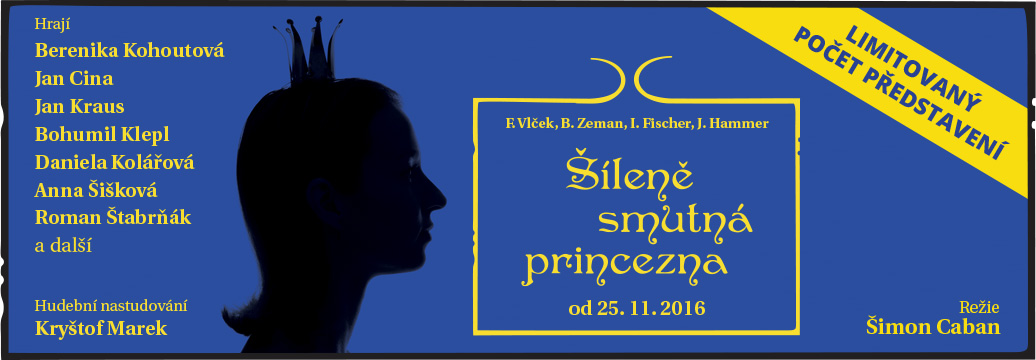 Hrají
Berenika Kohoutová
Jan Cina
Jan Kraus
Bohumil Klepl
Daniela Kolářová
Anna Šišková
Roman Štabrňák
a další
Hudební nastudování
Kryštof Marek
F. Vlček, B. Zeman, I. Fischer, J. Hammer
Šíleně
smutná
princezna
od 25. 11. 2016
LIMITOVANÝ
POČET PŘEDSTAVENÍ
Režie
Šimon Caban